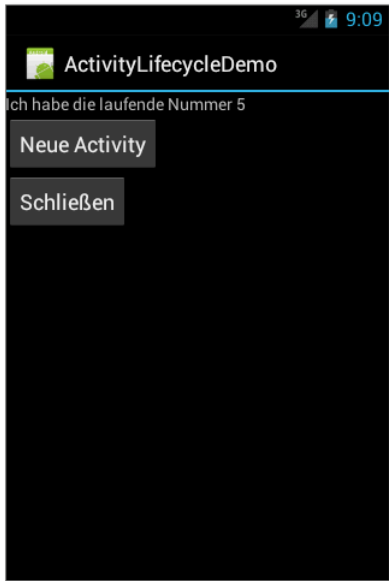 3G 9:09
ActivityLifecycleDemo
Ich habe die laufende Nummer 5
Neue Activity
Schließen